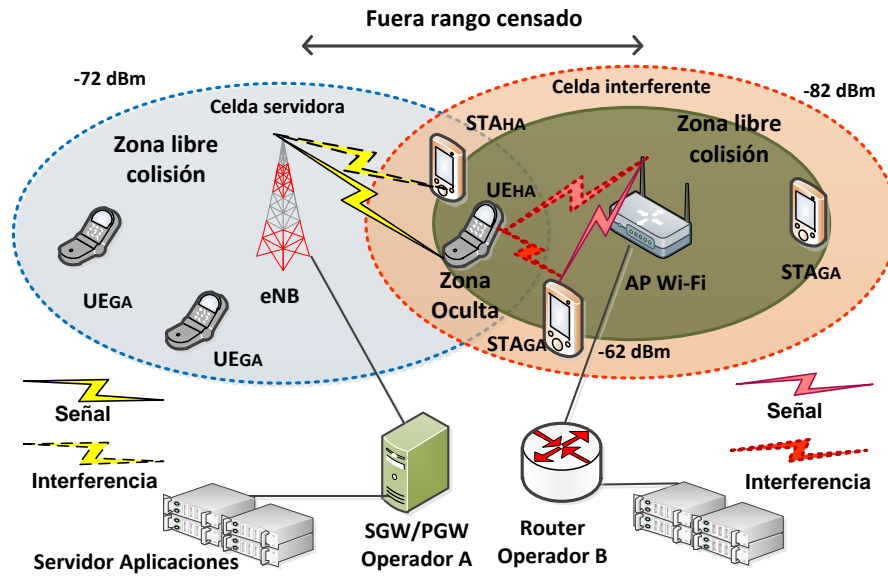 Fuera rango censado
-72 dBm
Celda interferente
-82 dBm
Celda servidora
STAHA
Zona libre
colisión
Zona libre
colisión
UEHA
UEGA
eNB
Zona
Oculta
AP Wi-Fi
STAGA
UEGA
STAGA
-62 dBm
Señal
Señal
Interferencia
Interferencia
SGW/PGW
Operador A
Router
Operador B
Servidor Aplicaciones